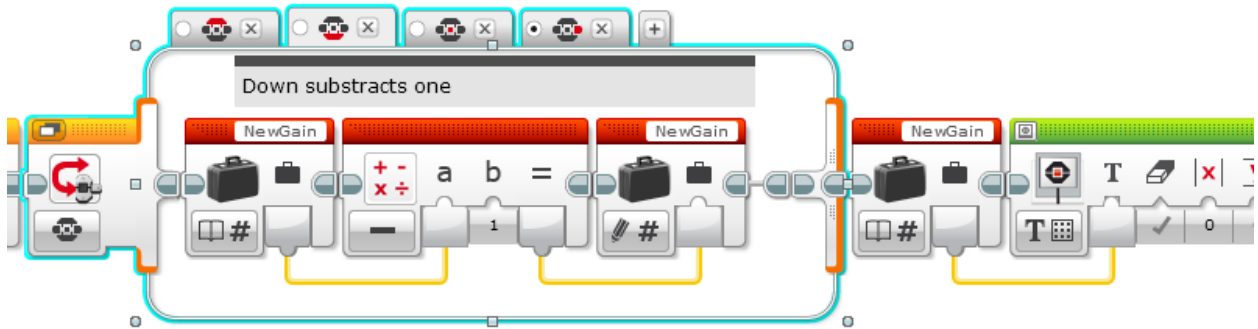 Down substracts one
NewGain
NewGain
NewGain
+ -
x ÷
a b =
T
x
#
−
1
#
#
T
0